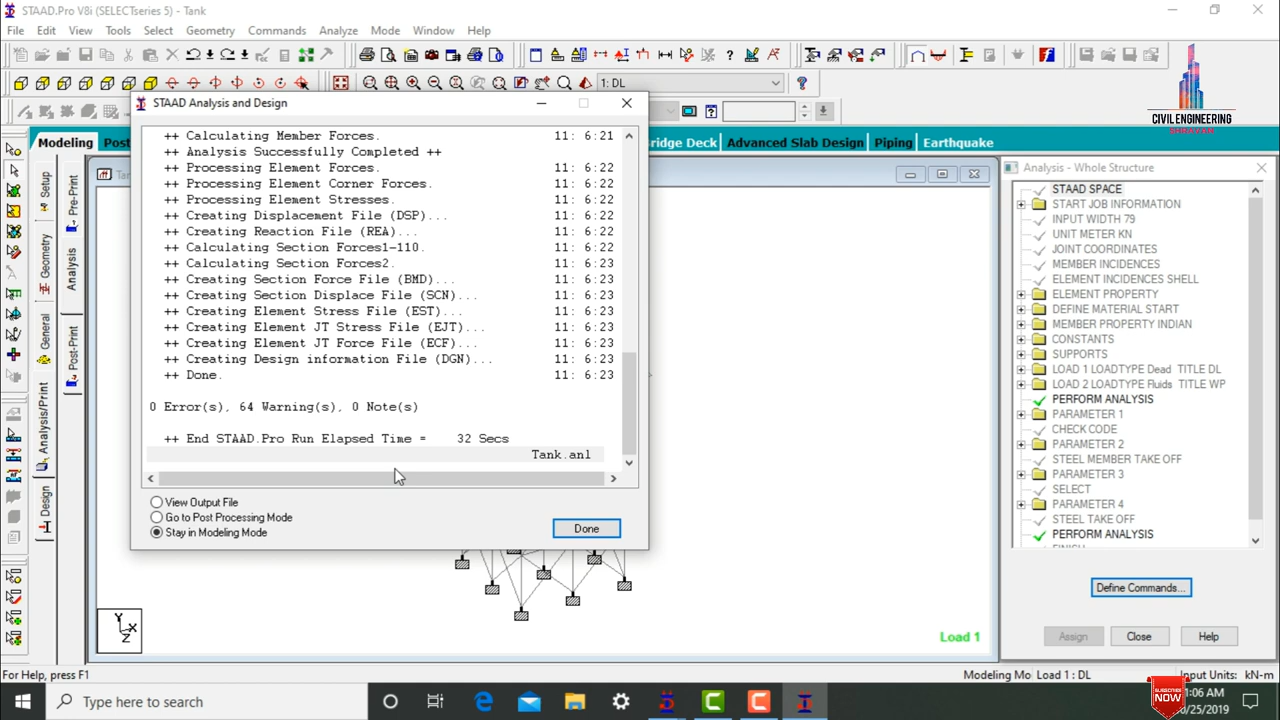 STAAD.Pro V8i (SELECTseries 5) - Tank
File Edit View Tools Select Geometry Commands Analyze Mode Window Help
1: DL
CIVIL ENGINEERING
Modeling Post
Bridge Deck Advanced Slab Design Piping Earthquake
STAAD Analysis and Design
++ Calculating Member Forces. 11: 6:21
++ Analysis Successfully Completed ++
++ Processing Element Forces. 11: 6:22
++ Processing Element Corner Forces. 11: 6:22
++ Processing Element Stresses. 11: 6:22
++ Creating Displacement File (DSP)... 11: 6:22
++ Creating Reaction File (REA)... 11: 6:22
++ Calculating Section Forces1-110. 11: 6:22
++ Calculating Section Forces2. 11: 6:23
++ Creating Section Force File (BMD)... 11: 6:23
++ Creating Section Displace File (SCN)... 11: 6:23
++ Creating Element Stress File (EST)... 11: 6:23
++ Creating Element JT Stress File (EJT)... 11: 6:23
++ Creating Element JT Force File (ECF)... 11: 6:23
++ Creating Design information File (DGN)... 11: 6:23
++ Done. 11: 6:23
0 Error(s), 64 Warning(s), 0 Note(s)
++ End STAAD.Pro Run Elapsed Time = 32 Secs
Tank.anl
View Output File
Go to Post Processing Mode
Stay in Modeling Mode
Done
Setup
Geometry
General
Analysis/Print
Design
Pre-Print
Analysis
Post-Print
Analysis - Whole Structure
STAAD SPACE
START JOB INFORMATION
INPUT WIDTH 79
UNIT METER KN
JOINT COORDINATES
MEMBER INCIDENCES
ELEMENT INCIDENCES SHELL
ELEMENT PROPERTY
DEFINE MATERIAL START
MEMBER PROPERTY INDIAN
CONSTANTS
SUPPORTS
LOAD 1 LOADTYPE Dead TITLE DL
LOAD 2 LOADTYPE Fluids TITLE WP
PERFORM ANALYSIS
PARAMETER 1
CHECK CODE
PARAMETER 2
STEEL MEMBER TAKE OFF
PARAMETER 3
SELECT
PARAMETER 4
STEEL TAKE OFF
PERFORM ANALYSIS
FINISH
Define Commands...
Assign Close Help
Y
X
Z
Load 1
For Help, press F1
Modeling Mo Load 1 : DL Input Units: kN-m
Type here to search
1:06 AM
/25/2019
SUBSCRIBE
NOW